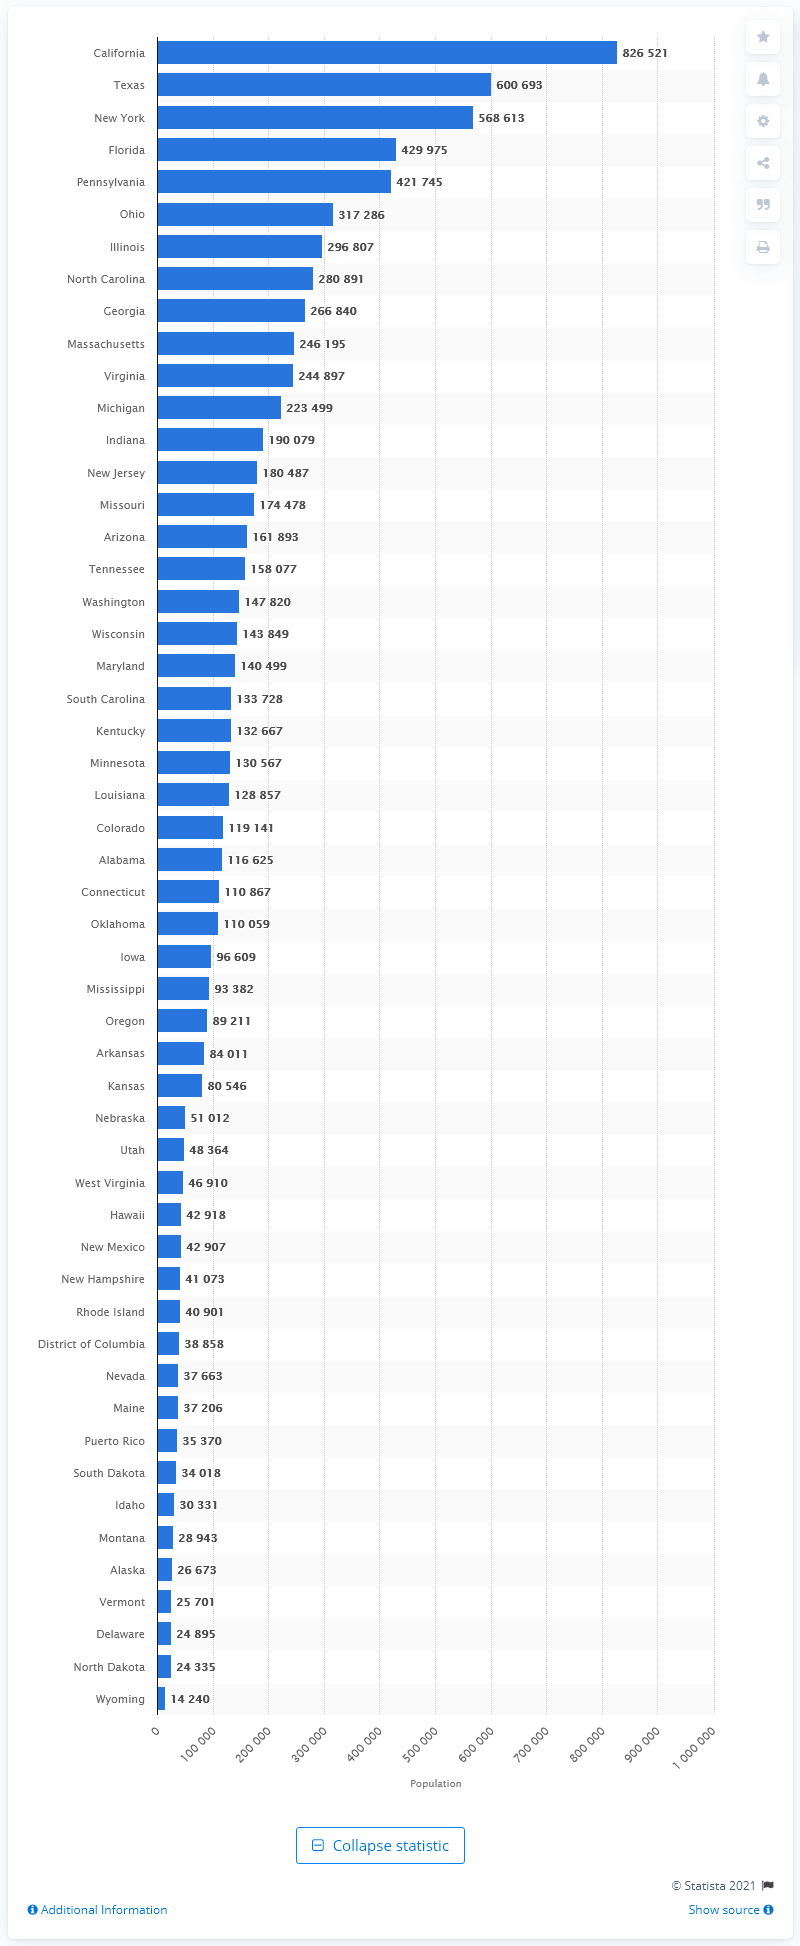 California 826 521
Texas 600 693
New York 568 613
Florida 429 975
Pennsylvania 421 745
Ohio 317 286
Illinois 296 807
North Carolina 280 891
Georgia 266 840
Massachusetts 246 195
Virginia 244 897
Michigan 223 499
Indiana 190 079
New Jersey 180 487
Missouri 174 478
Arizona 161 893
Tennessee 158 077
Washington 147 820
Wisconsin 143 849
Maryland 140 499
South Carolina 133 728
Kentucky 132 667
Minnesota 130 567
Louisiana 128 857
Colorado 119 141
Alabama 116 625
Connecticut 110 867
Oklahoma 110 059
Iowa 96 609
Mississippi 93 382
Oregon 89 211
Arkansas 84 011
Kansas 80 546
Nebraska 51 012
Utah 48 364
West Virginia 46 910
Hawaii 42 918
New Mexico 42 907
New Hampshire 41 073
Rhode Island 40 901
District of Columbia 38 858
Nevada 37 663
Maine 37 206
Puerto Rico 35 370
South Dakota 34 018
Idaho 30 331
Montana 28 943
Alaska 26 673
Vermont 25 701
Delaware 24 895
North Dakota 24 335
Wyoming 14 240
0 100 000 200 000 300 000 400 000 500 000 600 000 700 000 800 000 900 000 1 000 000
Population
Collapse statistic
© Statista 2021
Additional Information Show source